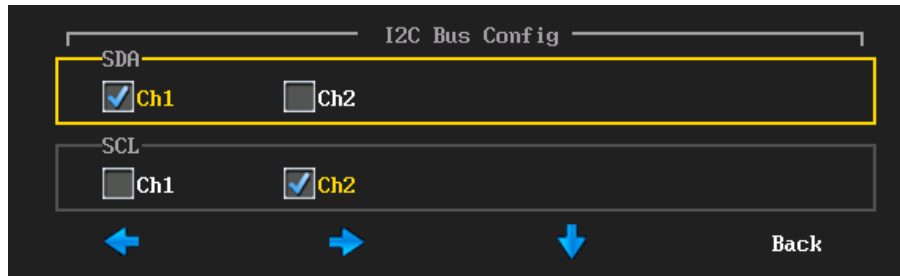 I2C Bus Config
SDA
Ch1 Ch2
SCL
Ch1 Ch2
Back